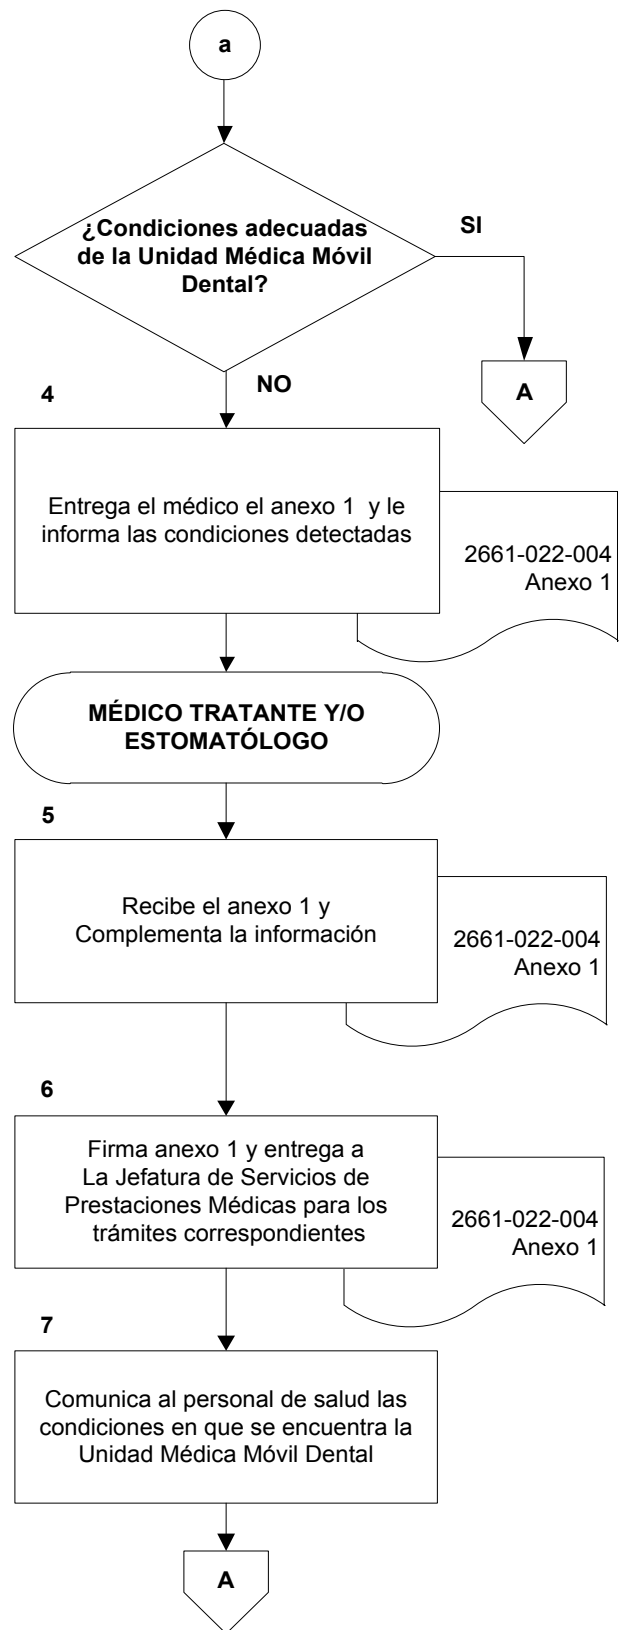 a
¿Condiciones adecuadas
de la Unidad Médica Móvil
Dental?
SI
A
NO
4
Entrega el médico el anexo 1 y le
informa las condiciones detectadas
2661-022-004
Anexo 1
MÉDICO TRATANTE Y/O
ESTOMATÓLOGO
5
Recibe el anexo 1 y
Complementa la información
2661-022-004
Anexo 1
6
Firma anexo 1 y entrega a
La Jefatura de Servicios de
Prestaciones Médicas para los
trámites correspondientes
2661-022-004
Anexo 1
7
Comunica al personal de salud las
condiciones en que se encuentra la
Unidad Médica Móvil Dental
A